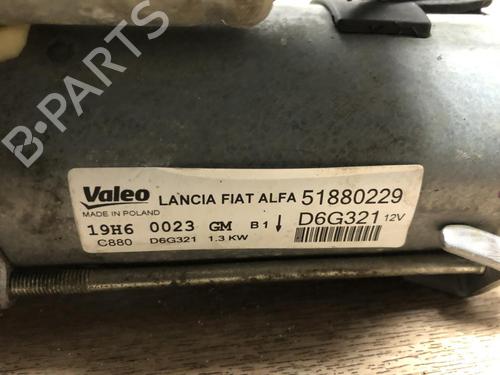 B-PARTS
Valeo LANCIA FIAT ALFA 51880229
MADE IN POLAND D6G321 12V
19H6 0023 GM B1↓
C880 D6G321 1.3 KW